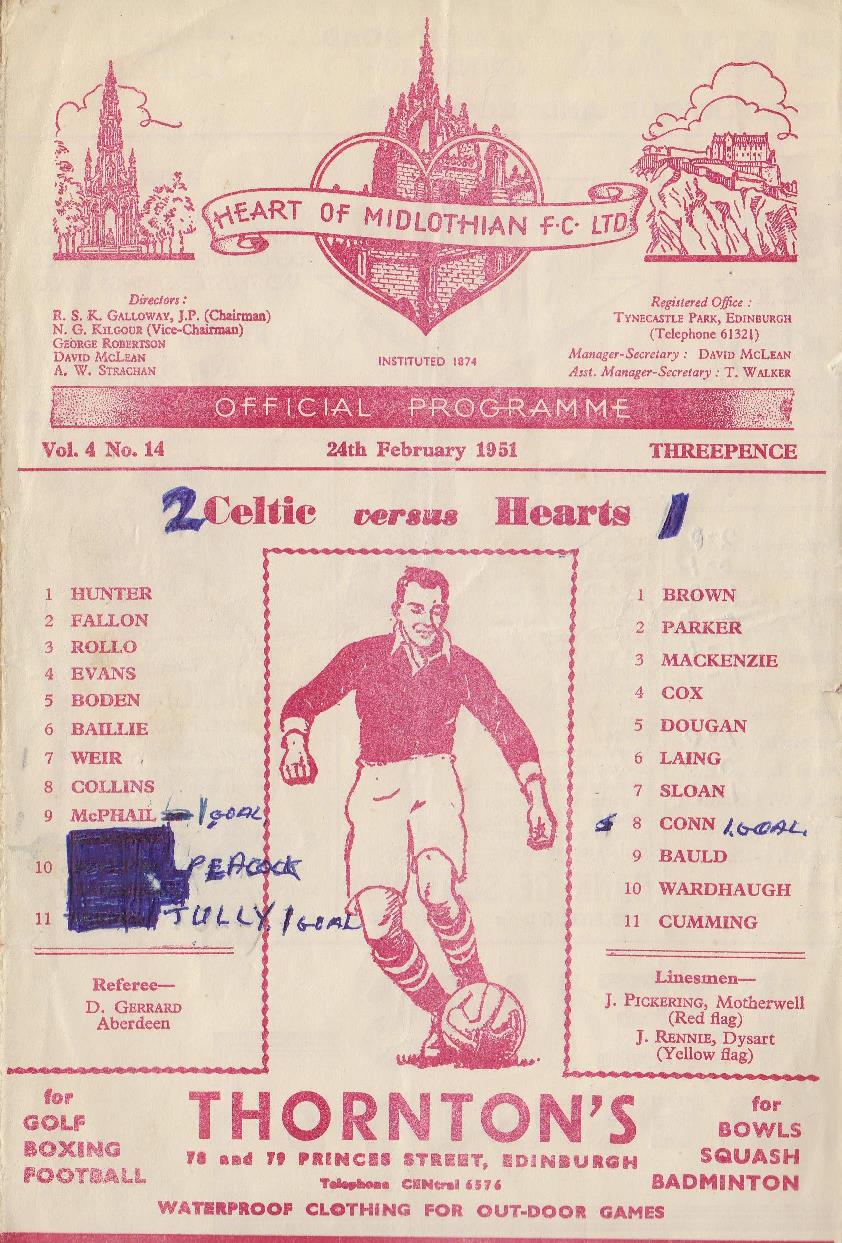 HEART OF MIDLOTHIAN F·C· LTD
Directors:
R. S. K. GALLOWAY, J.P. (Chairman)
N. G. KILGOUR (Vice-Chairman)
GEORGE ROBERTSON
DAVID McLEAN
A. W. STRACHAN
INSTITUTED 1874
Registered Office:
TYNECASTLE PARK, EDINBURGH
(Telephone 61321)
Manager-Secretary: DAVID McLEAN
Asst. Manager-Secretary: T. WALKER
OFFICIAL PROGRAMME
Vol. 4 No. 14 24th February 1951 THREEPENCE
2 Celtic versus Hearts 1
1 HUNTER
2 FALLON
3 ROLLO
4 EVANS
5 BODEN
6 BAILLIE
7 WEIR
8 COLLINS
9 McPHAIL 1 GOAL
10 PEACOCK
11 TULLY 1 GOAL
1 BROWN
2 PARKER
3 MACKENZIE
4 COX
5 DOUGAN
6 LAING
7 SLOAN
8 CONN 1 GOAL
9 BAULD
10 WARDHAUGH
11 CUMMING
Referee—
D. GERRARD
Aberdeen
Linesmen—
J. PICKERING, Motherwell
(Red flag)
J. RENNIE, Dysart
(Yellow flag)
for
GOLF
BOXING
FOOTBALL
THORNTON'S
78 and 79 PRINCES STREET, EDINBURGH
Telephone CENtral 6576
for
BOWLS
SQUASH
BADMINTON
WATERPROOF CLOTHING FOR OUT-DOOR GAMES